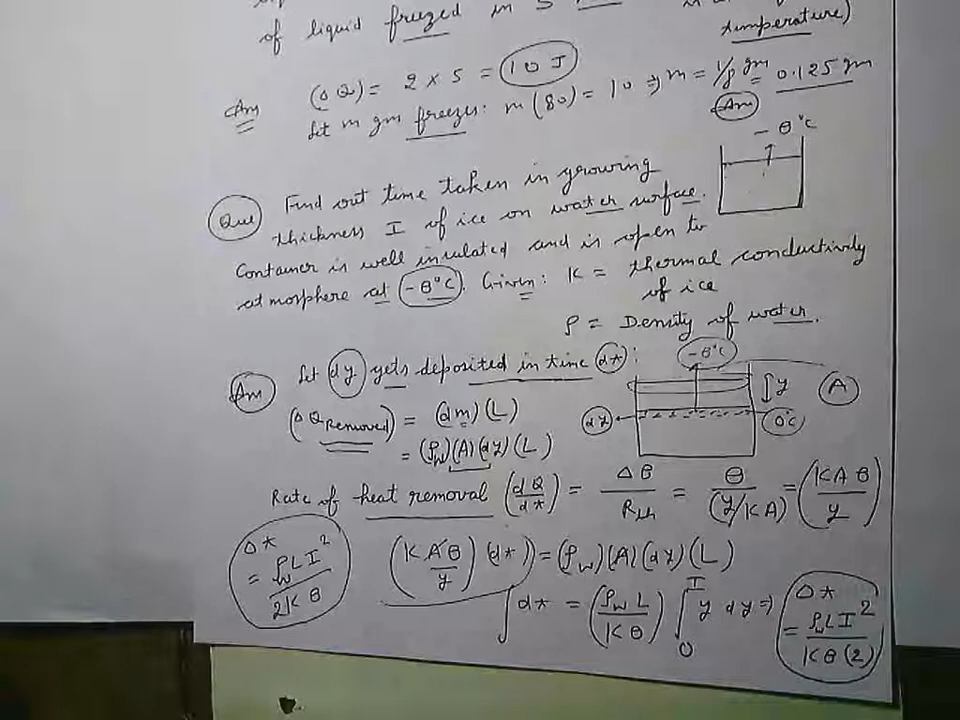 of liquid freezed in 5
temperature)
Ans (ΔQ) = 2 × 5 = 10 J
Let m gm freezes: m (80) = 10 ⇒ m = 1/8 gm = 0.125 gm
Ans
Que Find out time taken in growing
- θ°C
thickness I of ice on water surface.
Container is well insulated and is open to
atmosphere at -θ°C. Given: K = thermal conductivity
of ice
ρ = Density of water.
Ans Let dy gets deposited in time dt:
-θ°C
y
A
dy
0°C
(ΔQ Removed) = (dm)(L)
= (ρw)(A)(dy)(L)
Rate of heat removal (dQ/dt) = Δθ/Rth = θ/(y/KA) = (KAθ/y)
(KAθ/y)(dt) = (ρw)(A)(dy)(L)
Δt = ρw L I²/2Kθ
∫dt = (ρw L/Kθ) ∫₀ᴵ y dy ⇒ Δt = ρw L I²/Kθ(2)